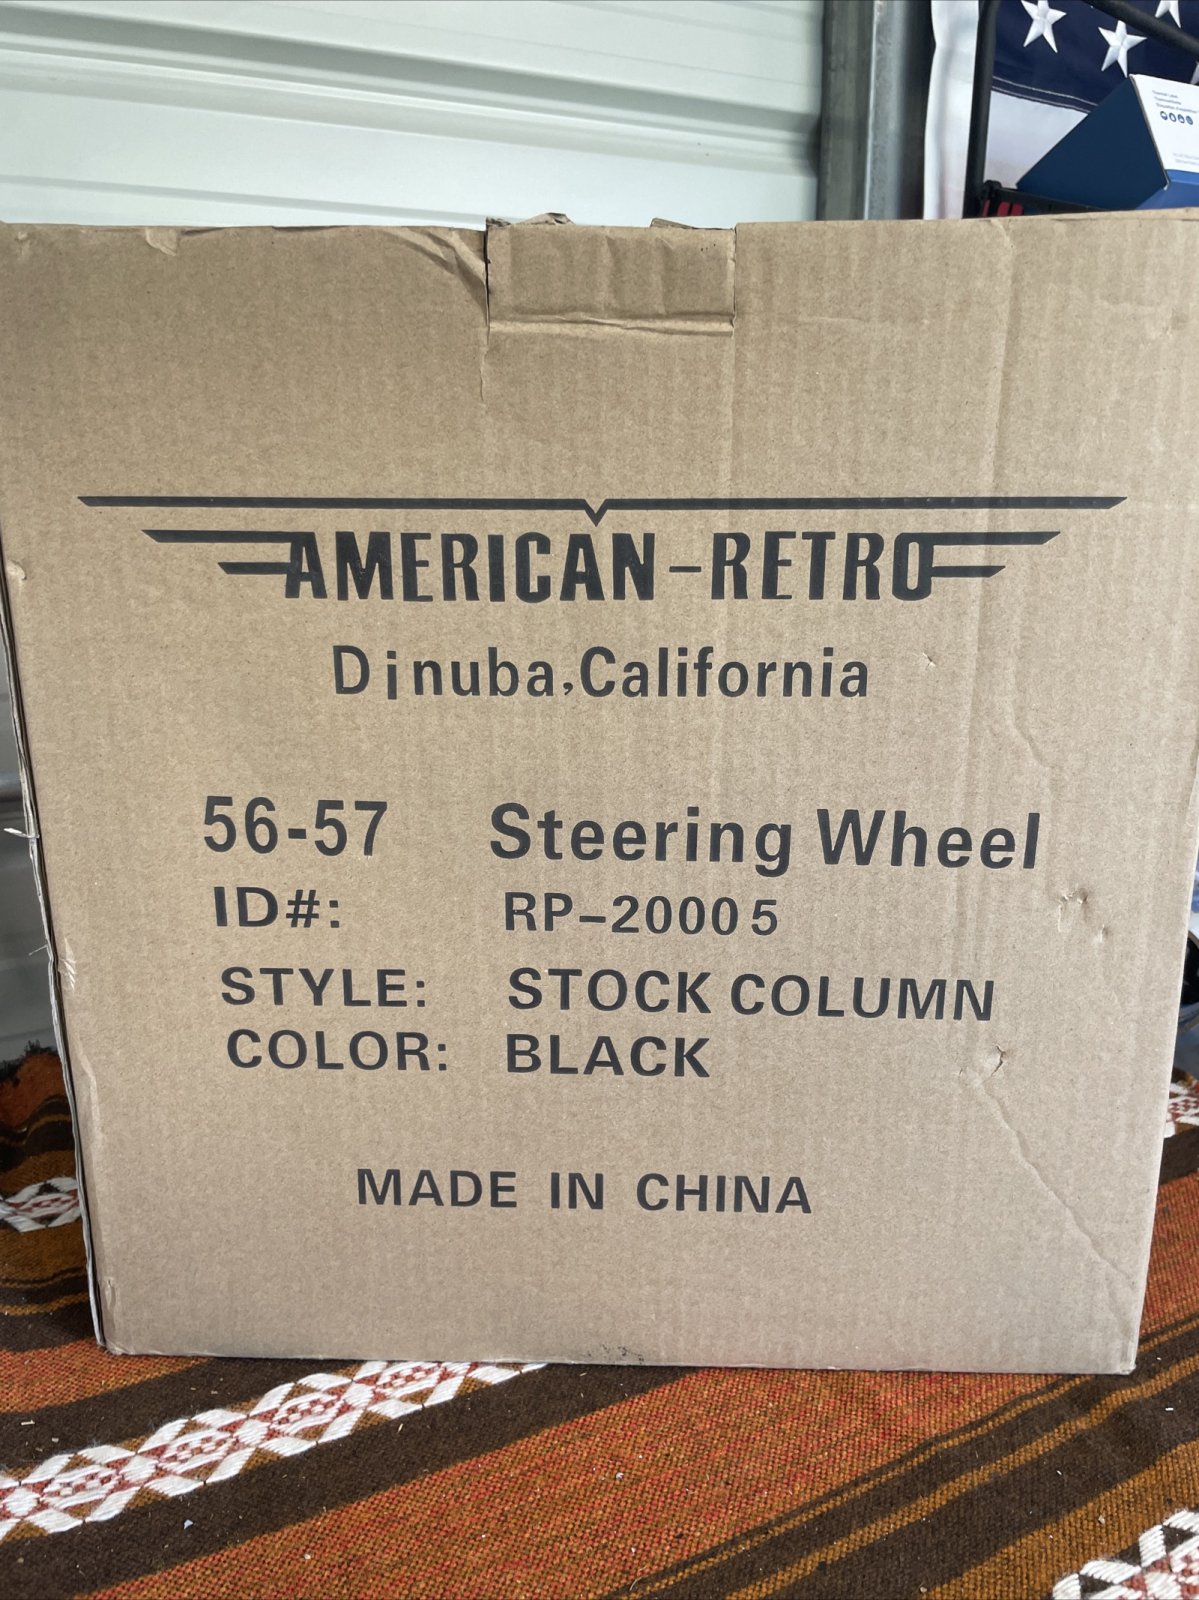 AMERICAN-RETRO
Dinuba,California
56-57 Steering Wheel
ID#: RP-20005
STYLE: STOCK COLUMN
COLOR: BLACK
MADE IN CHINA